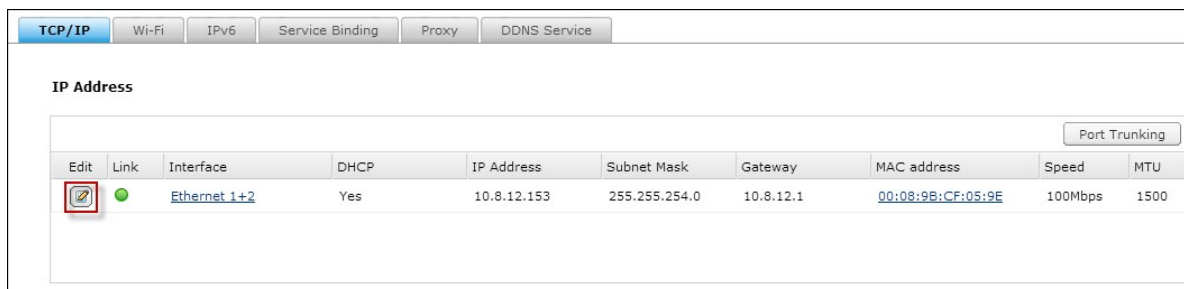 TCP/IP Wi-Fi IPv6 Service Binding Proxy DDNS Service
IP Address
Port Trunking
Edit Link Interface DHCP IP Address Subnet Mask Gateway MAC address Speed MTU
Ethernet 1+2 Yes 10.8.12.153 255.255.254.0 10.8.12.1 00:08:9B:CF:05:9E 100Mbps 1500